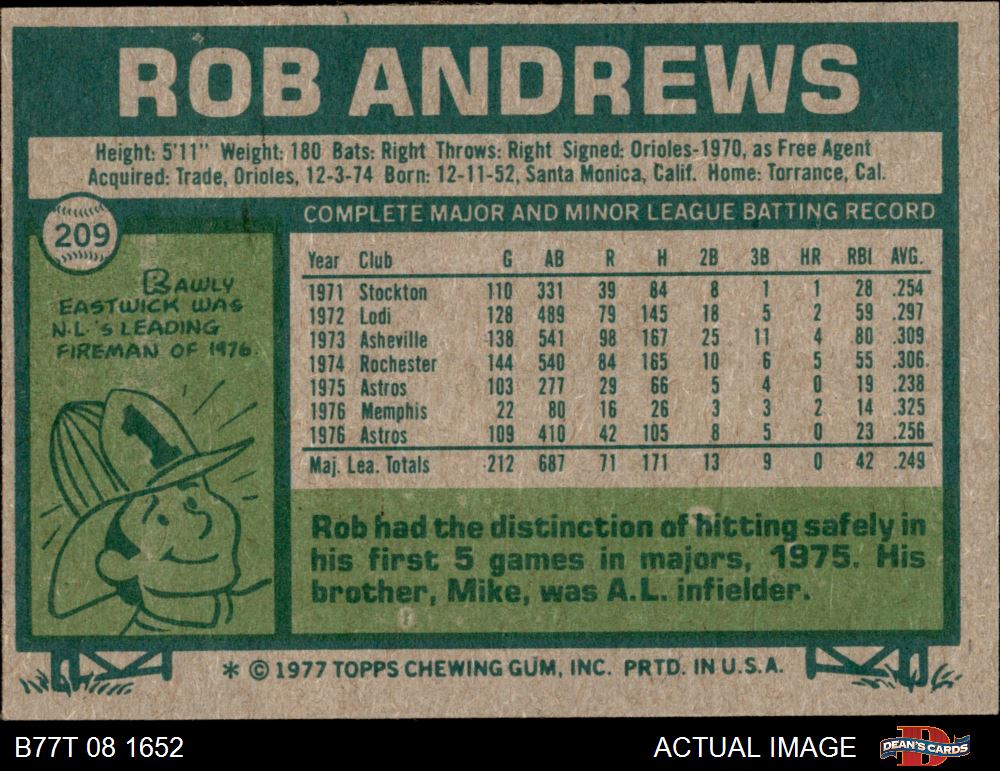 ROB ANDREWS
Height: 5'11" Weight: 180 Bats: Right Throws: Right Signed: Orioles-1970, as Free Agent
Acquired: Trade, Orioles, 12-3-74 Born: 12-11-52, Santa Monica, Calif. Home: Torrance, Cal.
209
BAWLY
EASTWICK WAS
N.L.'S LEADING
FIREMAN OF 1976.
1
COMPLETE MAJOR AND MINOR LEAGUE BATTING RECORD
Year Club G AB R H 2B 3B HR RBI AVG.
1971 Stockton 110 331 39 84 8 1 1 28 .254
1972 Lodi 128 489 79 145 18 5 2 59 .297
1973 Asheville 138 541 98 167 25 11 4 80 .309
1974 Rochester 144 540 84 165 10 6 5 55 .306
1975 Astros 103 277 29 66 5 4 0 19 .238
1976 Memphis 22 80 16 26 3 3 2 14 .325
1976 Astros 109 410 42 105 8 5 0 23 .256
Maj. Lea. Totals 212 687 71 171 13 9 0 42 .249
Rob had the distinction of hitting safely in
his first 5 games in majors, 1975. His
brother, Mike, was A.L. infielder.
* © 1977 TOPPS CHEWING GUM, INC. PRTD. IN U.S.A.
B77T 08 1652
ACTUAL IMAGE
DEAN'S CARDS